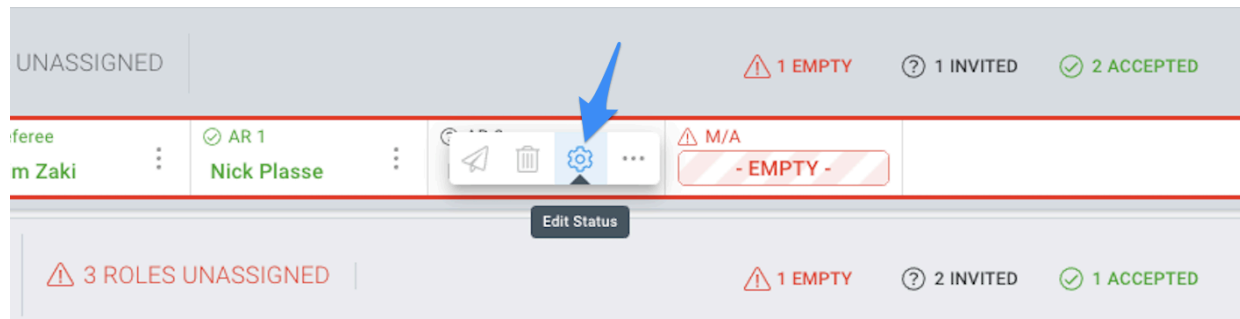 UNASSIGNED
1 EMPTY
1 INVITED
2 ACCEPTED
feree
m Zaki
AR 1
Nick Plasse
M/A
- EMPTY -
Edit Status
3 ROLES UNASSIGNED
1 EMPTY
2 INVITED
1 ACCEPTED